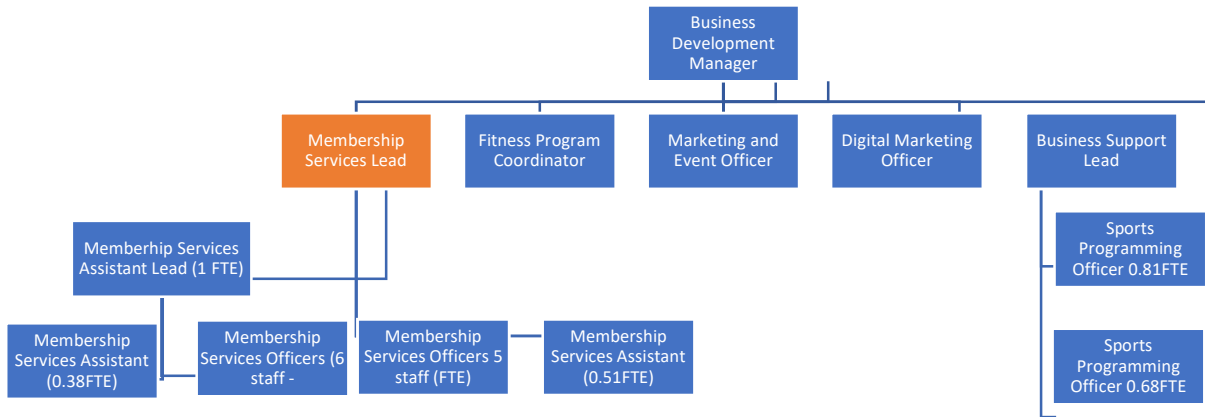 Business
Development
Manager
Membership
Services Lead
Fitness Program
Coordinator
Marketing and
Event Officer
Digital Marketing
Officer
Business Support
Lead
Memberhip Services
Assistant Lead (1 FTE)
Sports
Programming
Officer 0.81FTE
Membership
Services Assistant
(0.38FTE)
Membership
Services Officers (6
staff -
Membership
Services Officers 5
staff (FTE)
Membership
Services Assistant
(0.51FTE)
Sports
Programming
Officer 0.68FTE